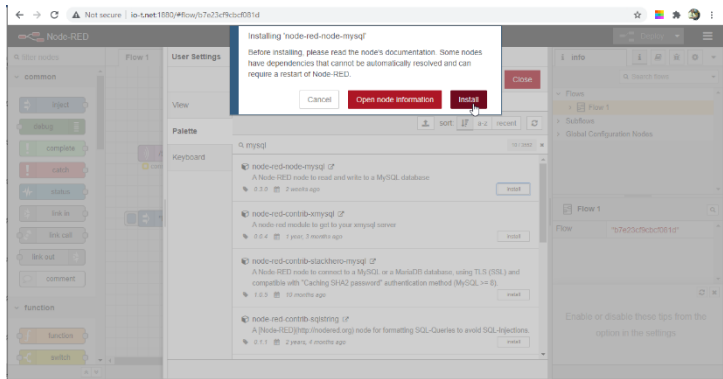 Not secure | io-t.net:1880/#flow/b7e23cf9cbcf081d
Node-RED
Deploy
filter nodes
common
inject
debug
complete
catch
status
link in
link call
link out
comment
function
function
switch
Flow 1
User Settings
Close
View
Palette
Keyboard
Installing 'node-red-node-mysql'
Before installing, please read the node's documentation. Some nodes
have dependencies that cannot be automatically resolved and can
require a restart of Node-RED.
Cancel
Open node information
Install
sort:
a-z
recent
mysql
node-red-node-mysql
A Node-RED node to read and write to a MySQL database
0.3.0
2 weeks ago
install
node-red-contrib-xmysql
A node-red module to get to your xmysql server
1 year, 3 months ago
install
node-red-contrib-stackhero-mysql
A Node-RED node to connect to a MySQL or a MariaDB database, using TLS (SSL) and
compatible with "Caching SHA2 password" authentication method (MySQL >= 8)
10 months ago
install
node-red-contrib-sqlstring
A [Node-RED](http://nodered.org) node for formatting SQL-Queries to avoid SQL-Injections.
0.1.1
2 years, 4 months ago
install
info
Search flows
Flows
Flow 1
Subflows
Global Configuration Nodes
Flow 1
Flow
"b7e23cf9cbcf081d"
Enable or disable these tips from the
option in the settings